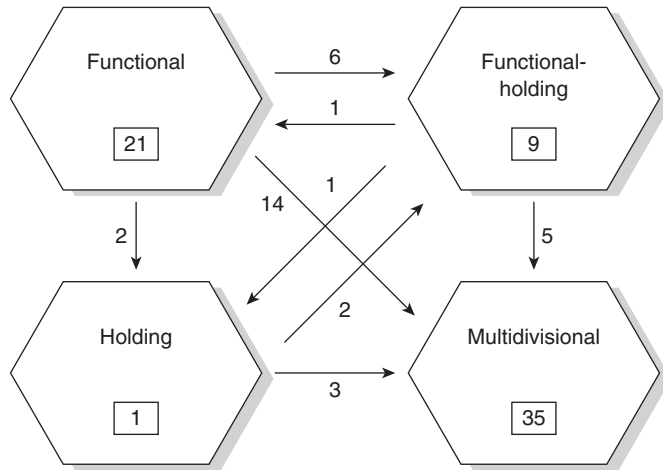 Functional
21
6
1
Functional-
holding
9
2
14
1
2
5
Holding
1
3
Multidivisional
35